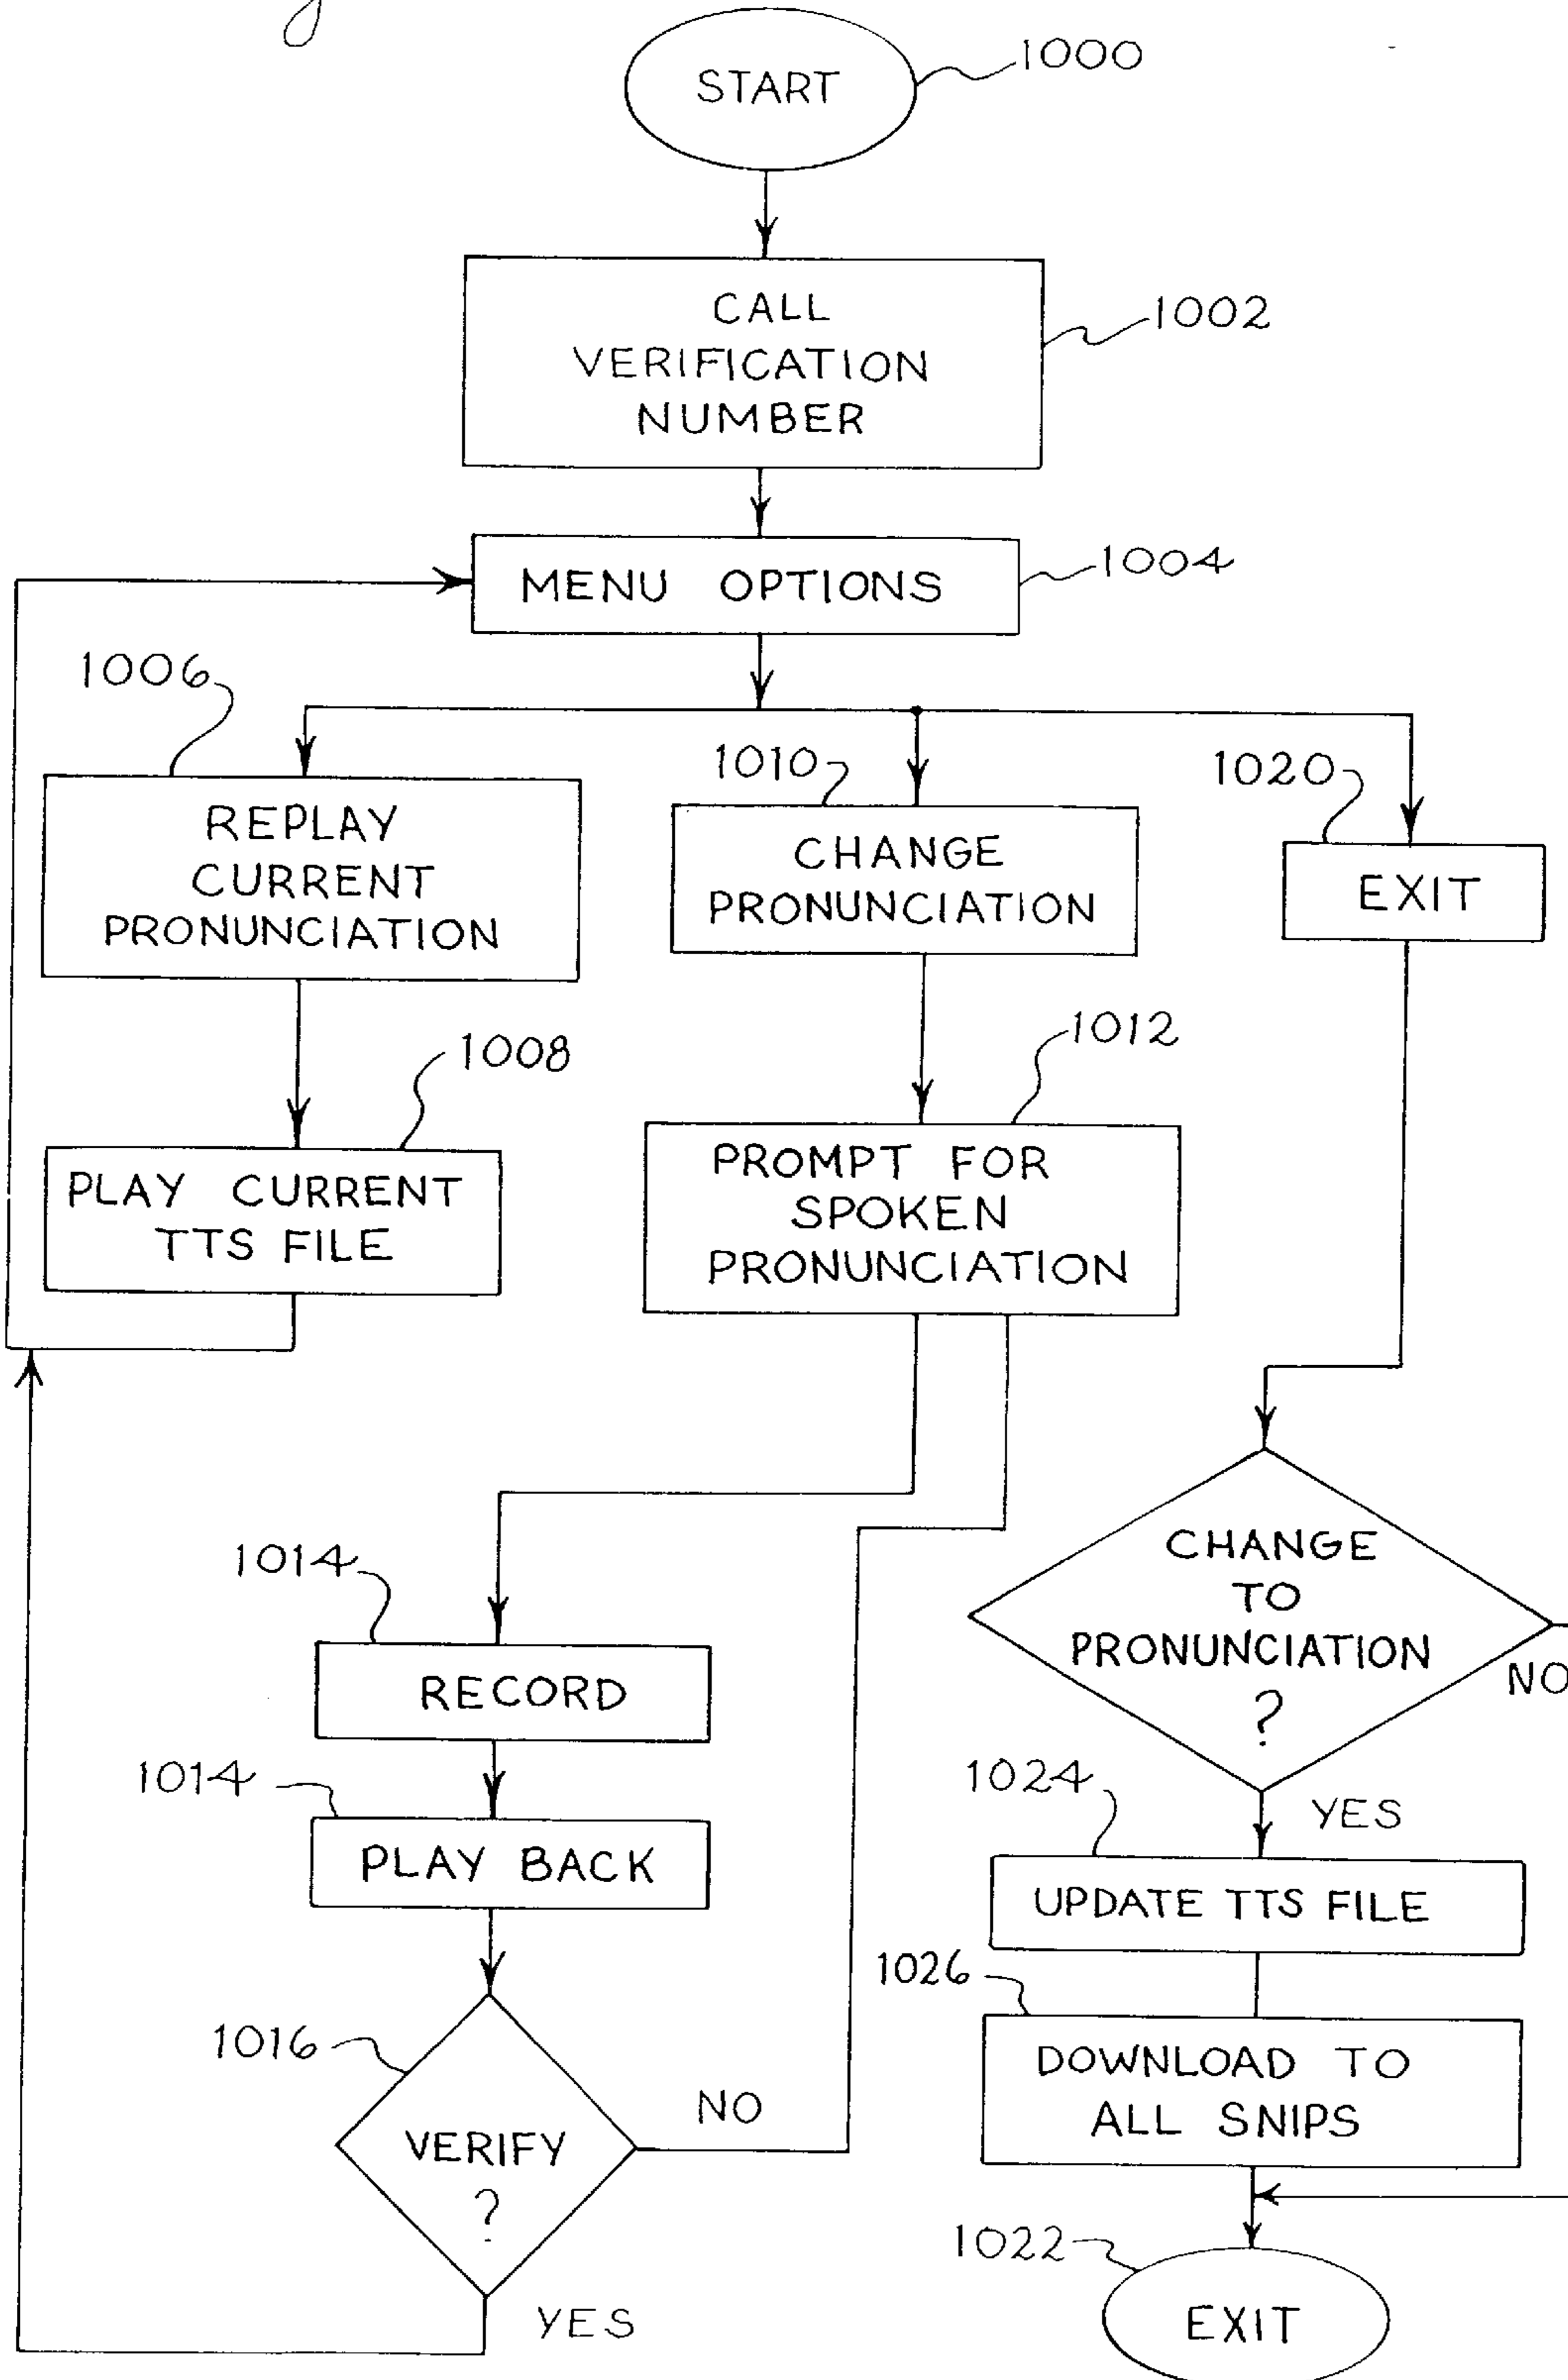 START
1000
CALL
VERIFICATION
NUMBER
1002
MENU OPTIONS
1004
1006
REPLAY
CURRENT
PRONUNCIATION
1010
CHANGE
PRONUNCIATION
1020
EXIT
1008
PLAY CURRENT
TTS FILE
1012
PROMPT FOR
SPOKEN
PRONUNCIATION
1014
RECORD
1014
PLAY BACK
1016
VERIFY
?
NO
YES
CHANGE
TO
PRONUNCIATION
?
NO
YES
1024
UPDATE TTS FILE
1026
DOWNLOAD TO
ALL SNIPS
1022
EXIT